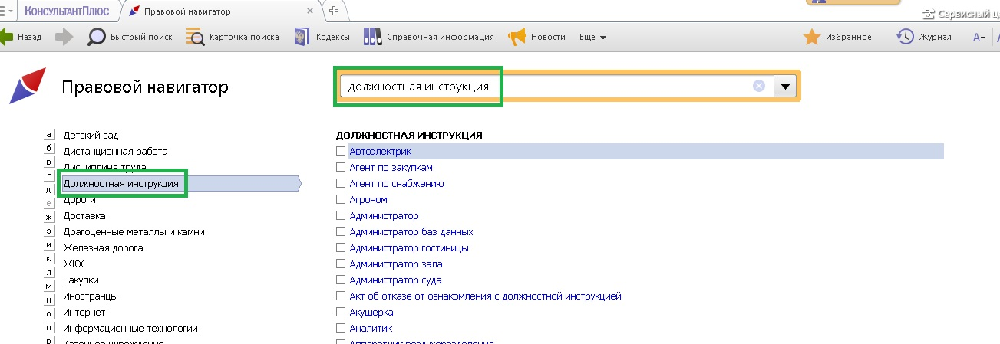 КОНСУЛЬТАНТПЛЮС
Правовой навигатор
Сервисный ц
Назад
Быстрый поиск
Карточка поиска
Кодексы
Справочная информация
Новости
Еще
Избранное
Журнал
А−
Правовой навигатор
должностная инструкция
а
б
в
г
д
е
ж
з
и
к
л
м
н
о
п
Детский сад
Дистанционная работа
Дисциплина труда
Должностная инструкция
Дороги
Доставка
Драгоценные металлы и камни
Железная дорога
ЖКХ
Закупки
Иностранцы
Интернет
Информационные технологии
ДОЛЖНОСТНАЯ ИНСТРУКЦИЯ
Автоэлектрик
Агент по закупкам
Агент по снабжению
Агроном
Администратор
Администратор баз данных
Администратор гостиницы
Администратор зала
Администратор суда
Акт об отказе от ознакомления с должностной инструкцией
Акушерка
Аналитик